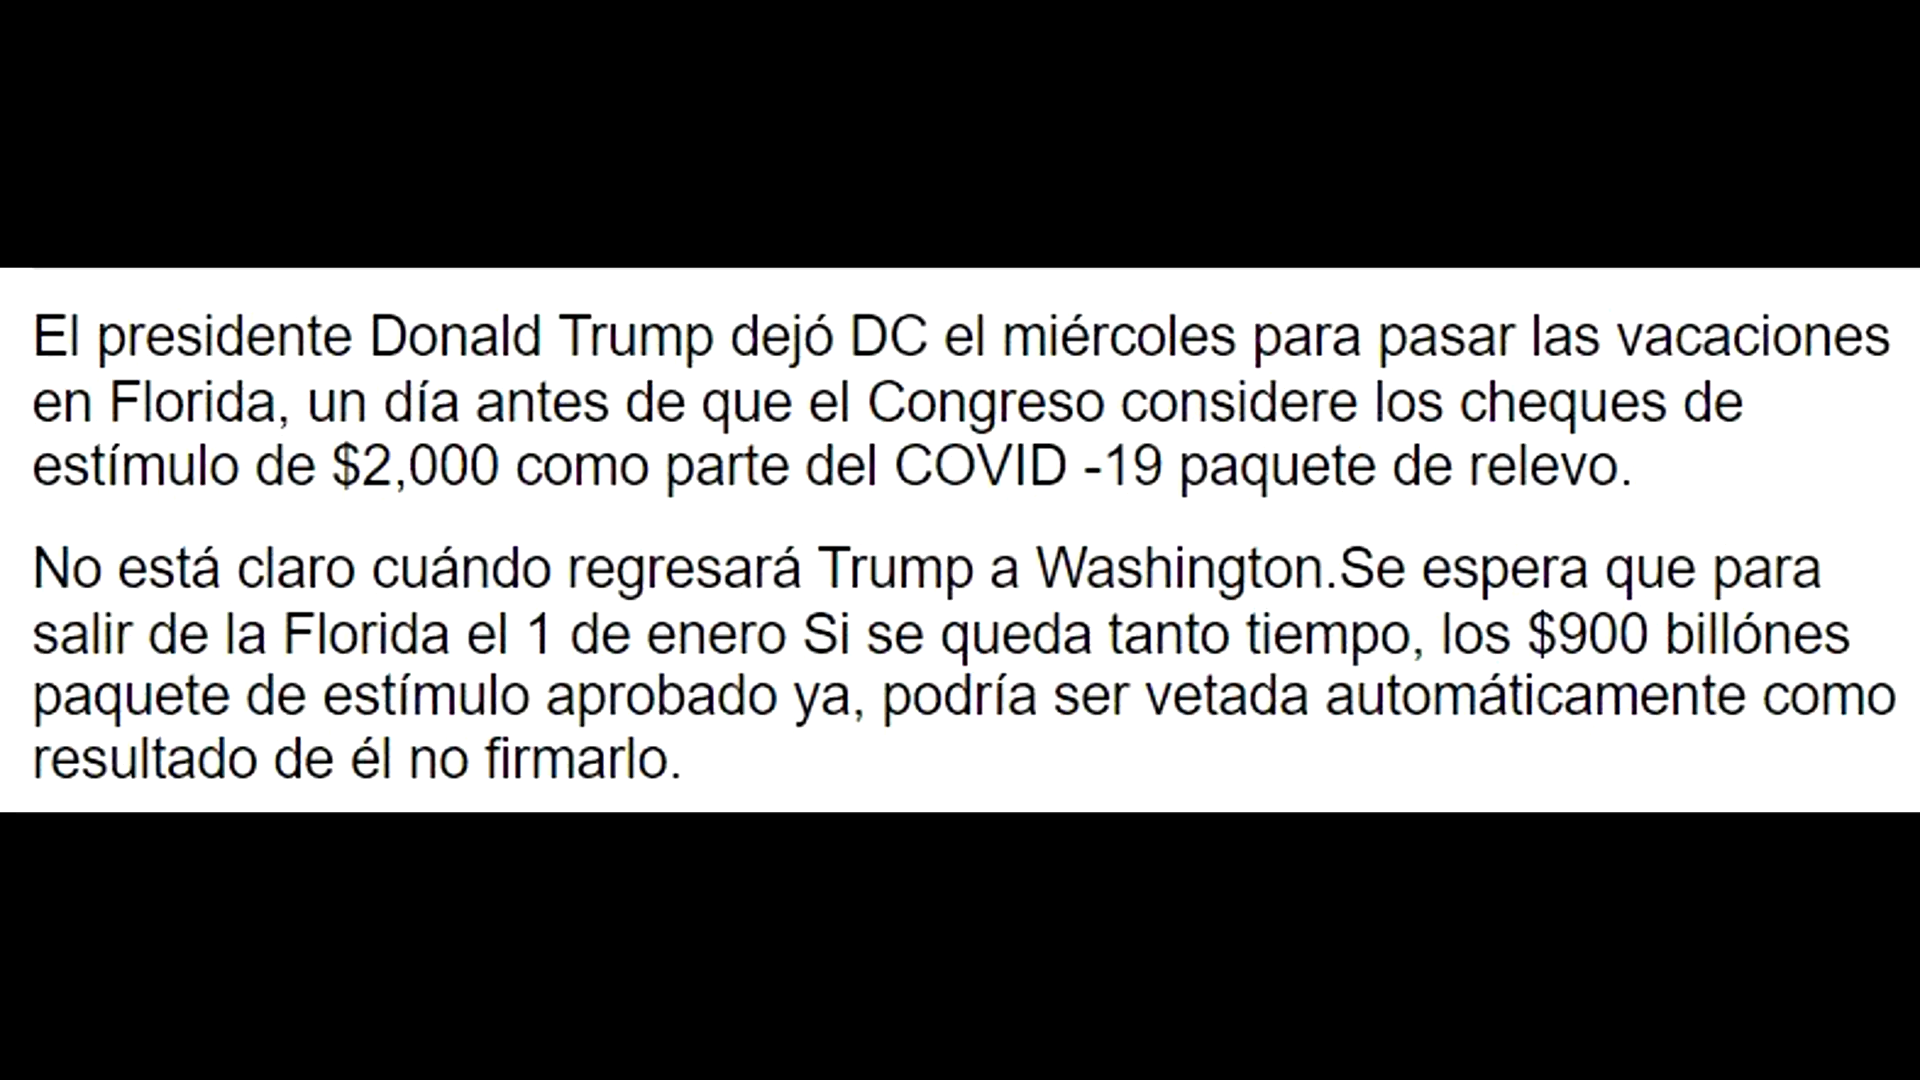 El presidente Donald Trump dejó DC el miércoles para pasar las vacaciones
en Florida, un día antes de que el Congreso considere los cheques de
estímulo de $2,000 como parte del COVID -19 paquete de relevo.
No está claro cuándo regresará Trump a Washington.Se espera que para
salir de la Florida el 1 de enero Si se queda tanto tiempo, los $900 billónes
paquete de estímulo aprobado ya, podría ser vetada automáticamente como
resultado de él no firmarlo.